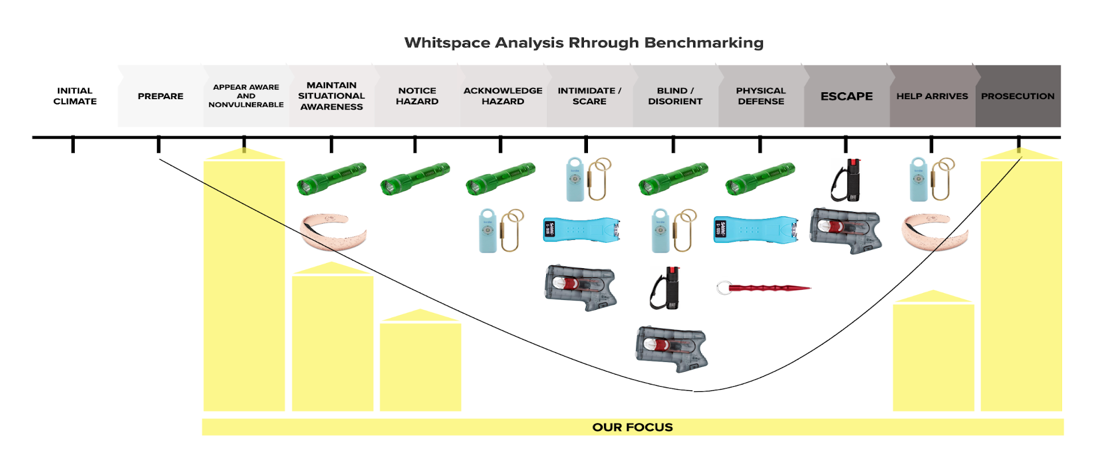 Whitspace Analysis Rhrough Benchmarking
INITIAL
CLIMATE
PREPARE
APPEAR AWARE
AND
NONVULNERABLE
MAINTAIN
SITUATIONAL
AWARENESS
NOTICE
HAZARD
ACKNOWLEDGE
HAZARD
INTIMIDATE /
SCARE
BLIND /
DISORIENT
PHYSICAL
DEFENSE
ESCAPE
HELP ARRIVES
PROSECUTION
OUR FOCUS